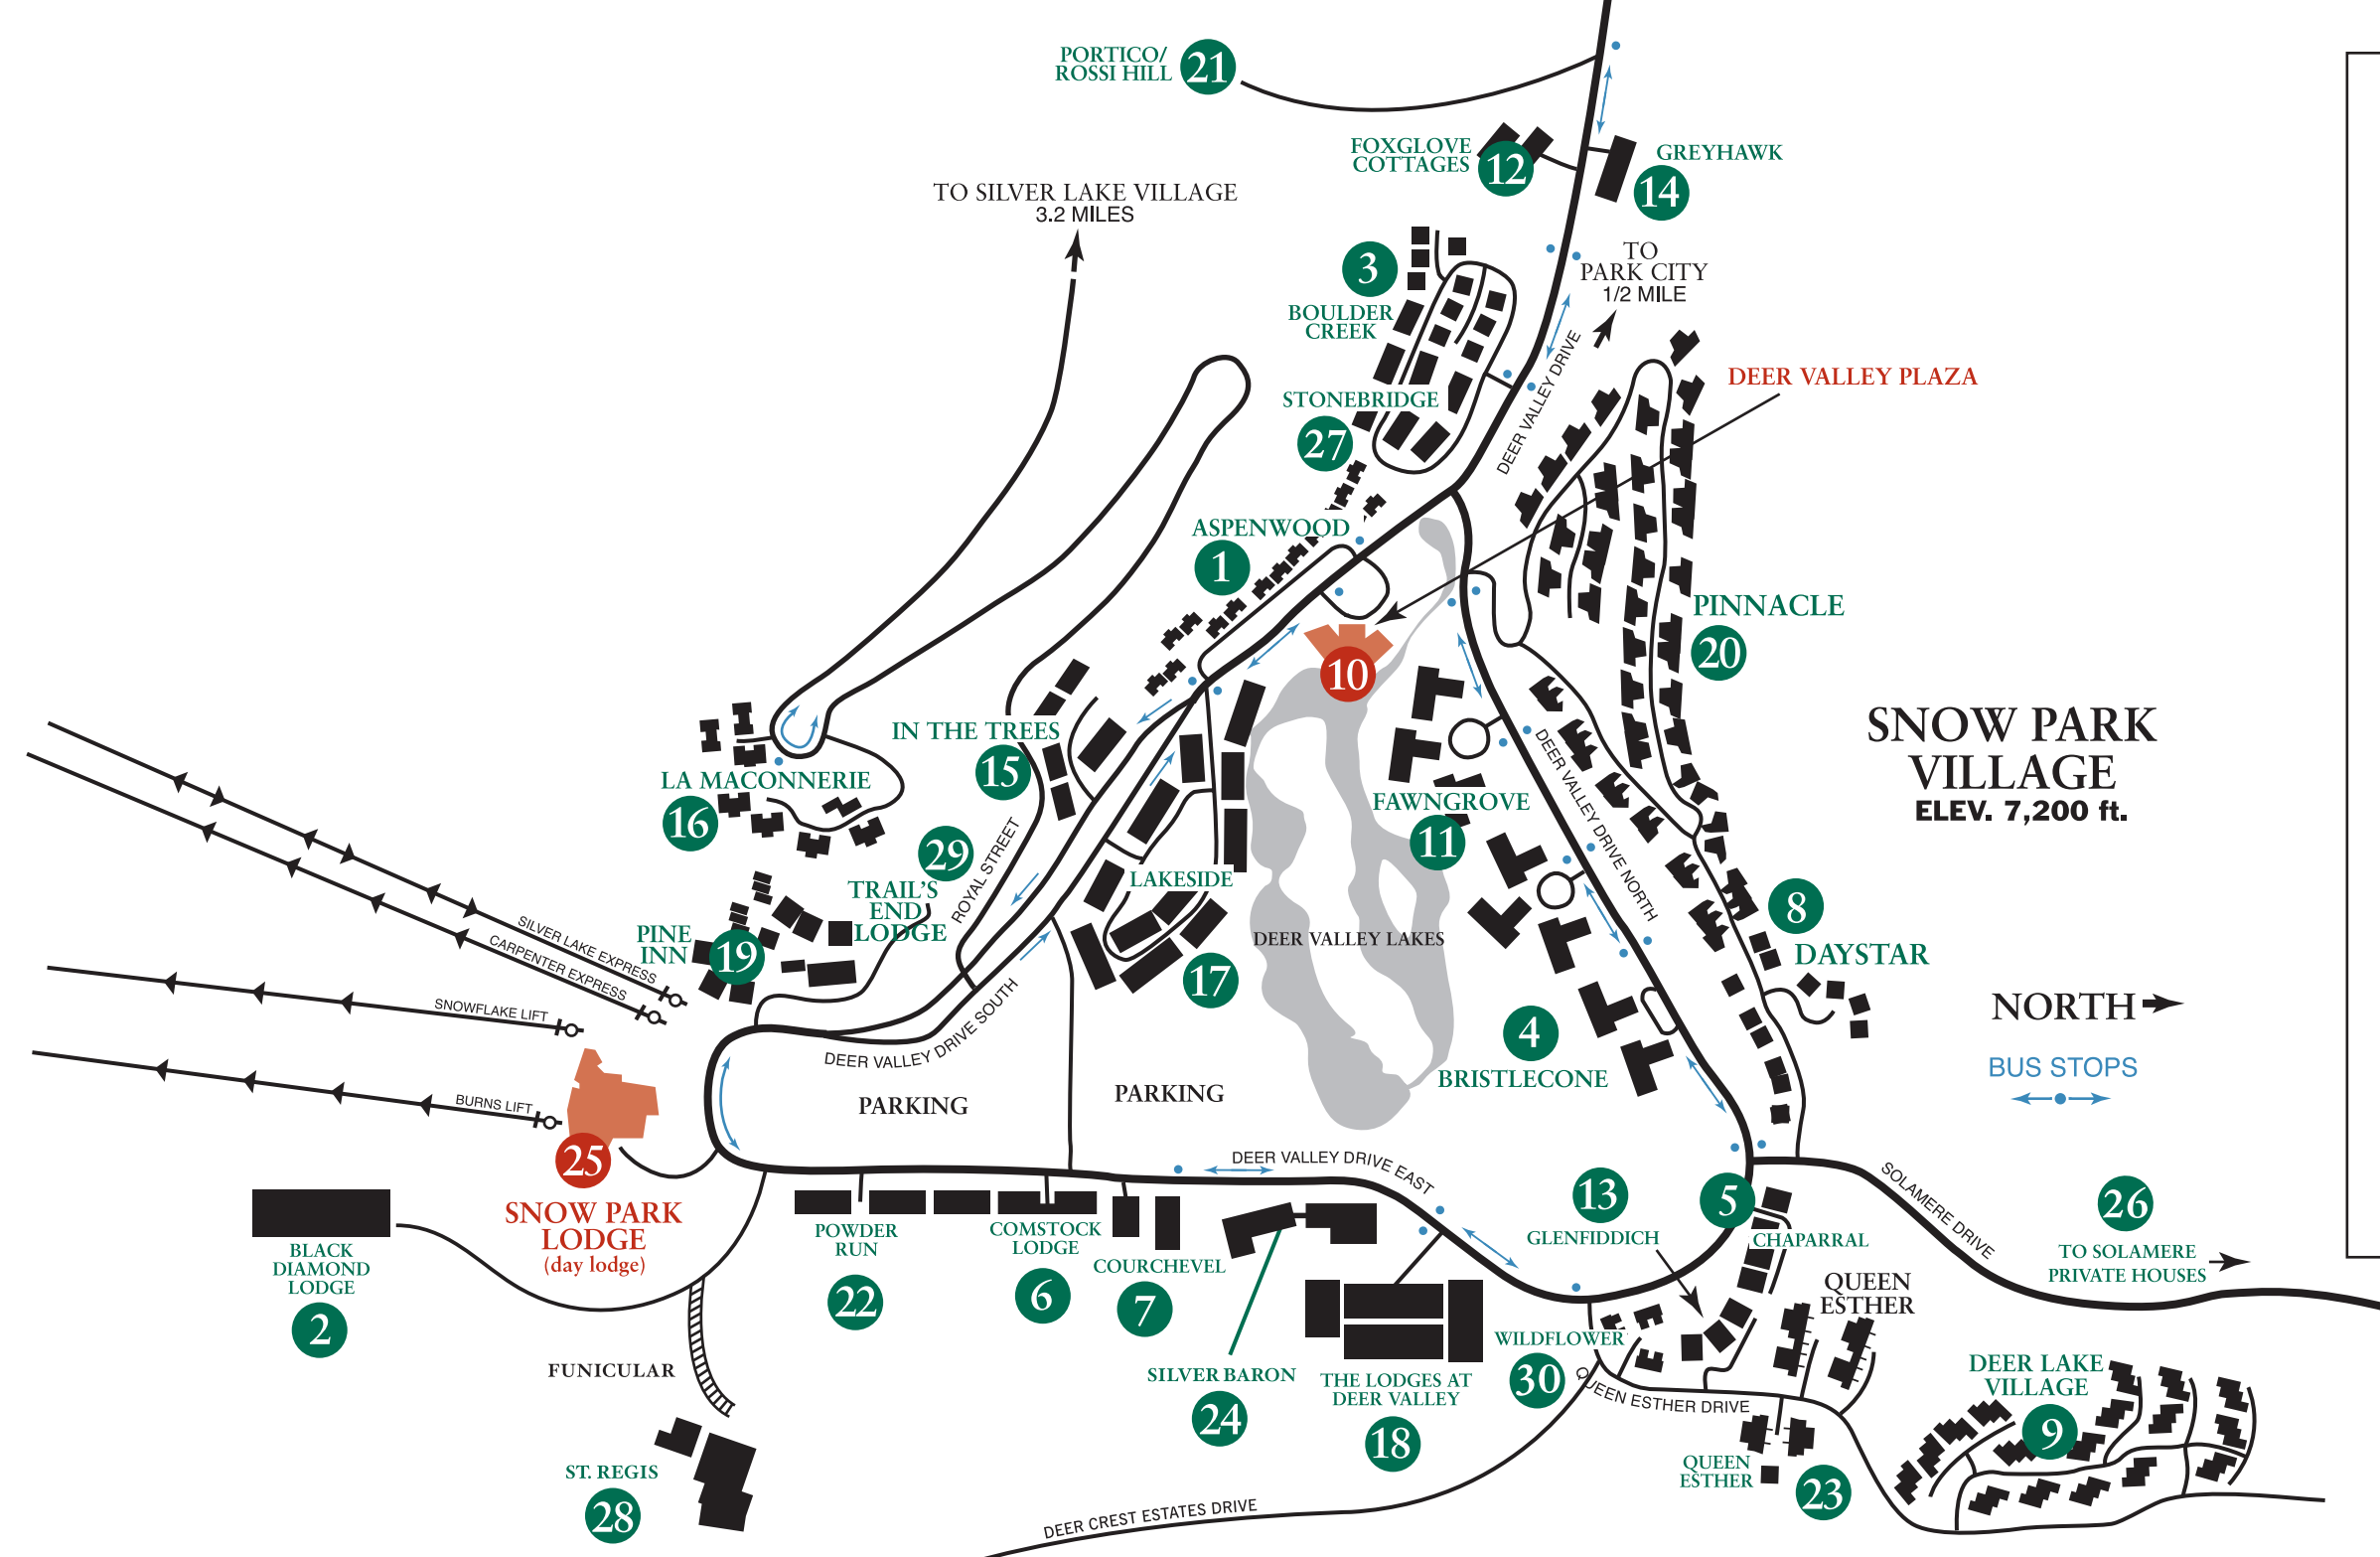 PORTICO/
ROSSI HILL
21
FOXGLOVE
COTTAGES
12
GREYHAWK
14
TO SILVER LAKE VILLAGE
3.2 MILES
3
BOULDER
CREEK
TO
PARK CITY
1/2 MILE
DEER VALLEY DRIVE
DEER VALLEY PLAZA
STONEBRIDGE
27
ASPENWOOD
1
PINNACLE
20
10
SNOW PARK
VILLAGE
ELEV. 7,200 ft.
IN THE TREES
15
LA MACONNERIE
16
FAWNGROVE
11
DEER VALLEY DRIVE NORTH
29
TRAIL'S
END
LODGE
ROYAL STREET
LAKESIDE
17
PINE
INN
19
DEER VALLEY LAKES
8
DAYSTAR
SILVER LAKE EXPRESS
CARPENTER EXPRESS
SNOWFLAKE LIFT
BURNS LIFT
NORTH
BUS STOPS
4
BRISTLECONE
DEER VALLEY DRIVE SOUTH
PARKING
PARKING
25
SNOW PARK
LODGE
(day lodge)
DEER VALLEY DRIVE EAST
13
GLENFIDDICH
5
CHAPARRAL
SOLAMERE DRIVE
26
TO SOLAMERE
PRIVATE HOUSES
BLACK
DIAMOND
LODGE
2
POWDER
RUN
22
COMSTOCK
LODGE
6
COURCHEVEL
7
QUEEN
ESTHER
FUNICULAR
SILVER BARON
24
THE LODGES AT
DEER VALLEY
18
WILDFLOWER
30
QUEEN ESTHER DRIVE
DEER LAKE
VILLAGE
9
QUEEN
ESTHER
23
ST. REGIS
28
DEER CREST ESTATES DRIVE